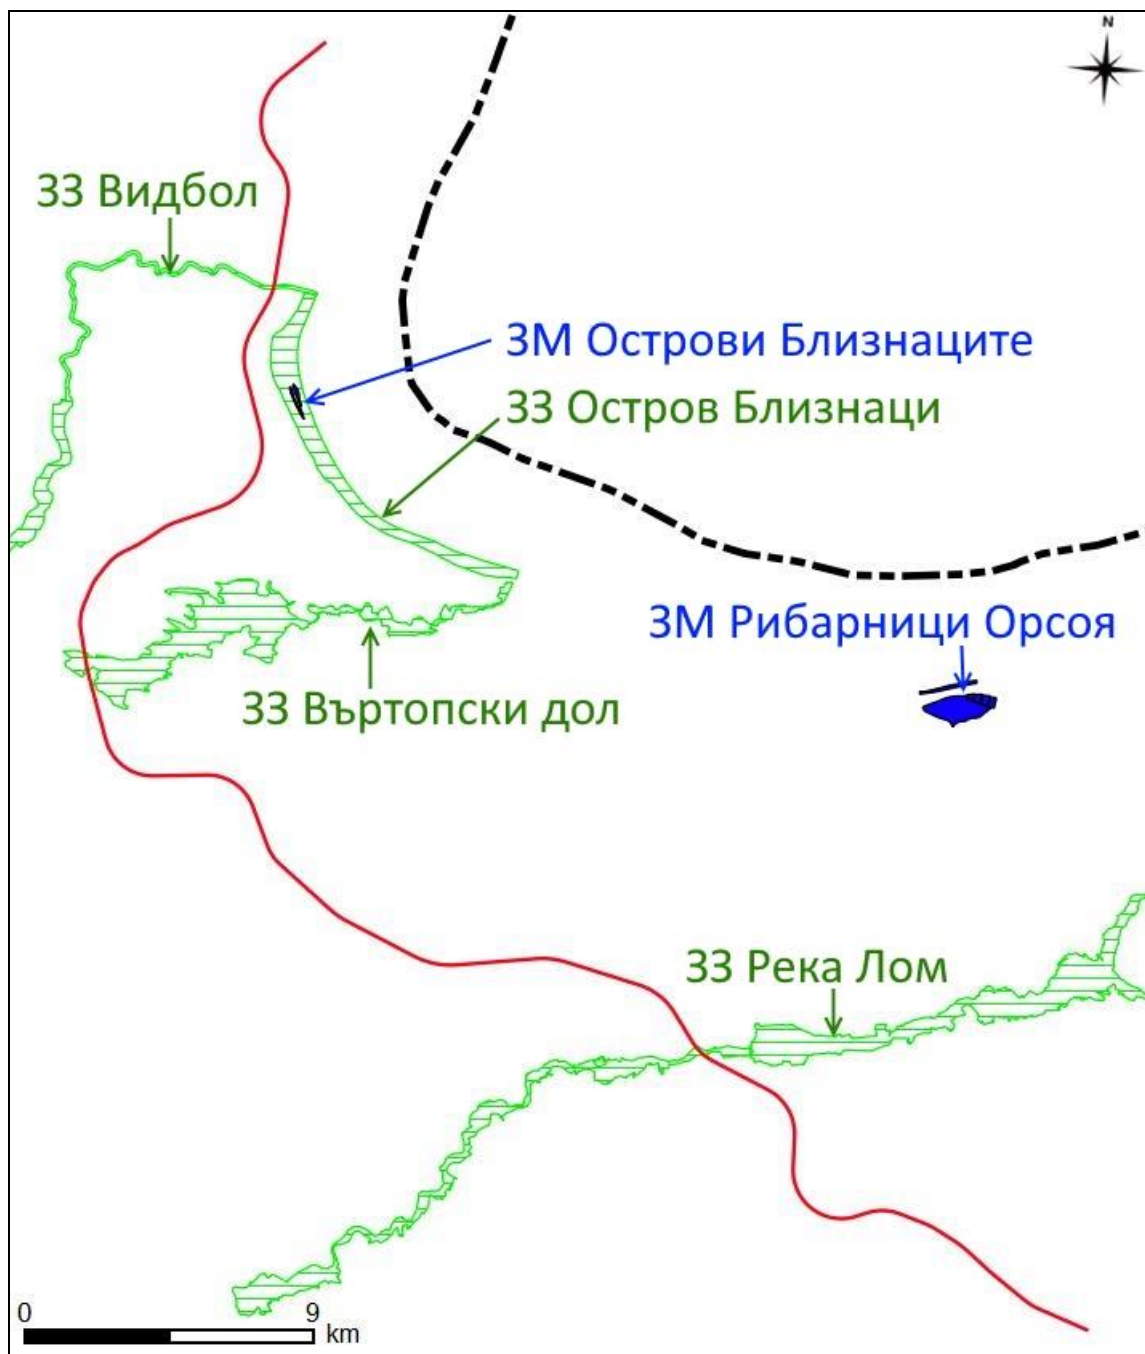 N
ЗЗ Видбол
ЗМ Острови Близнаците
ЗЗ Остров Близнаци
ЗМ Рибарници Орсоя
ЗЗ Въртопски дол
ЗЗ Река Лом
0 9
km